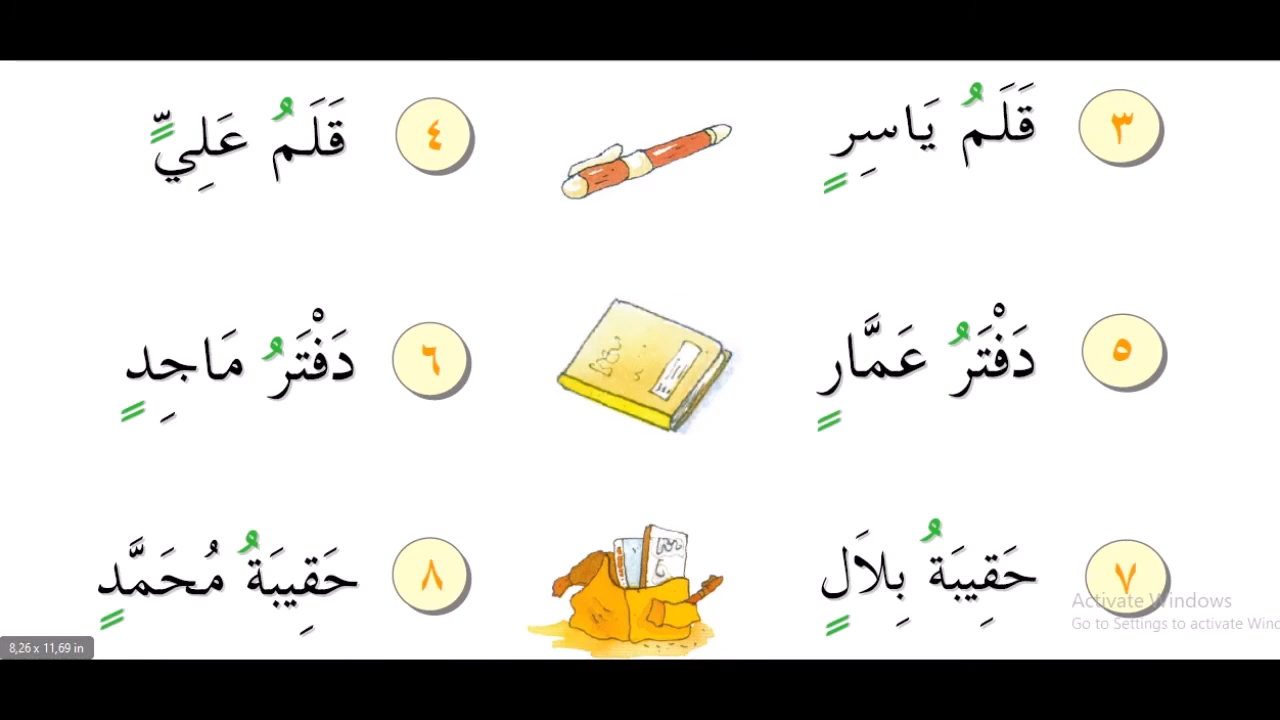 ٣ قَلَمُ يَاسِرٍ
٤ قَلَمُ عَلِيٍّ
٥ دَفْتَرُ عَمَّارٍ
٦ دَفْتَرُ مَاجِدٍ
٧ حَقِيبَةُ بِلَالٍ
٨ حَقِيبَةُ مُحَمَّدٍ
Activate Windows
Go to Settings to activate Wind
8,26 x 11,69 in